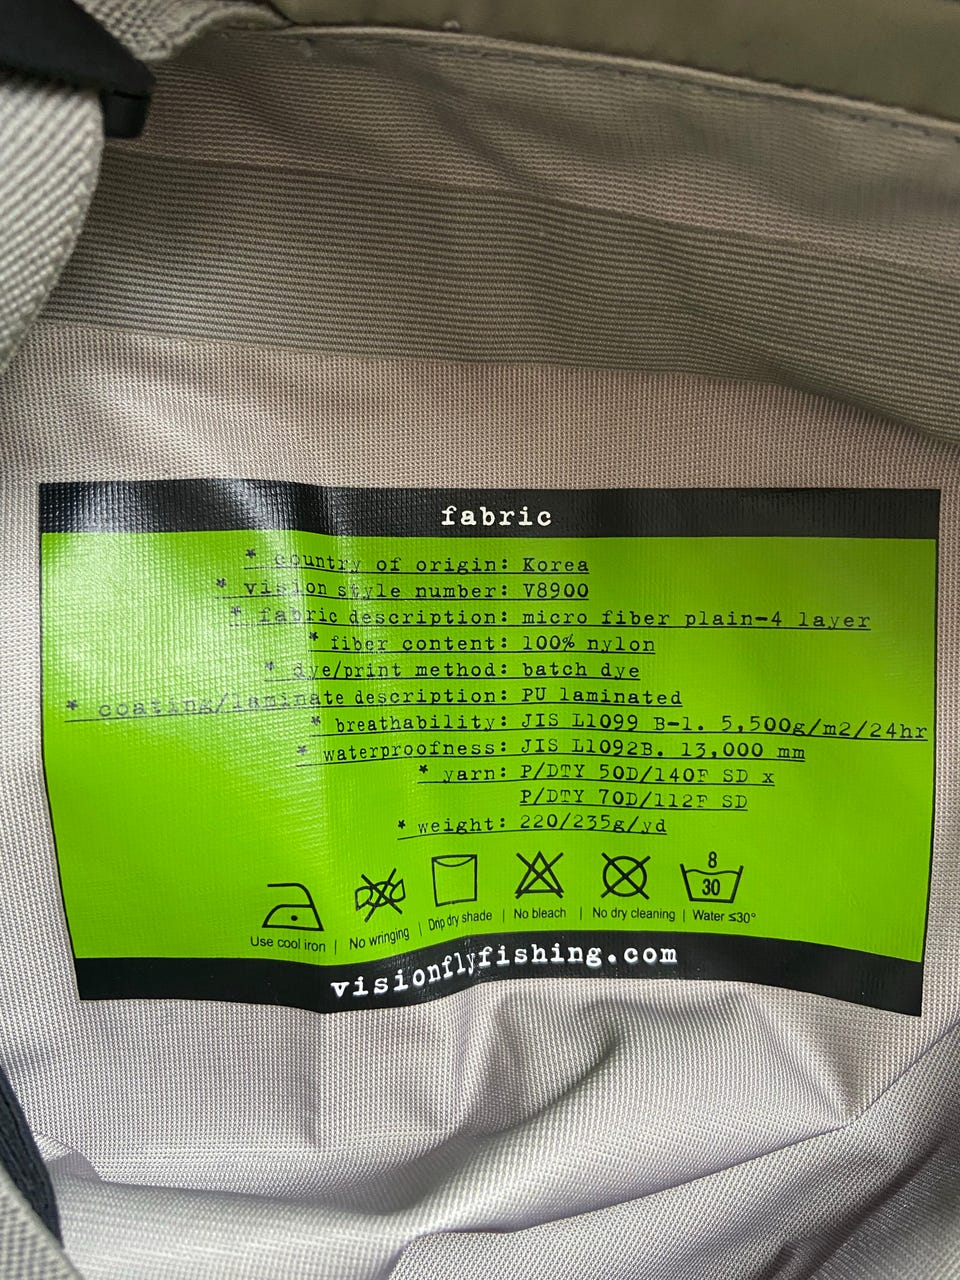 fabric
* country of origin: Korea
* vision style number: V8900
* fabric description: micro fiber plain-4 layer
* fiber content: 100% nylon
* dye/print method: batch dye
* coating/laminate description: PU laminated
* breathability: JIS L1099 B-1. 5,500g/m2/24hr
* waterproofness: JIS L1092B. 13,000 mm
* yarn: P/DTY 50D/140F SD x
P/DTY 70D/112F SD
* weight: 220/235g/yd
8
30
Use cool iron | No wringing | Drip dry shade | No bleach | No dry cleaning | Water ≤30°
visionflyfishing.com